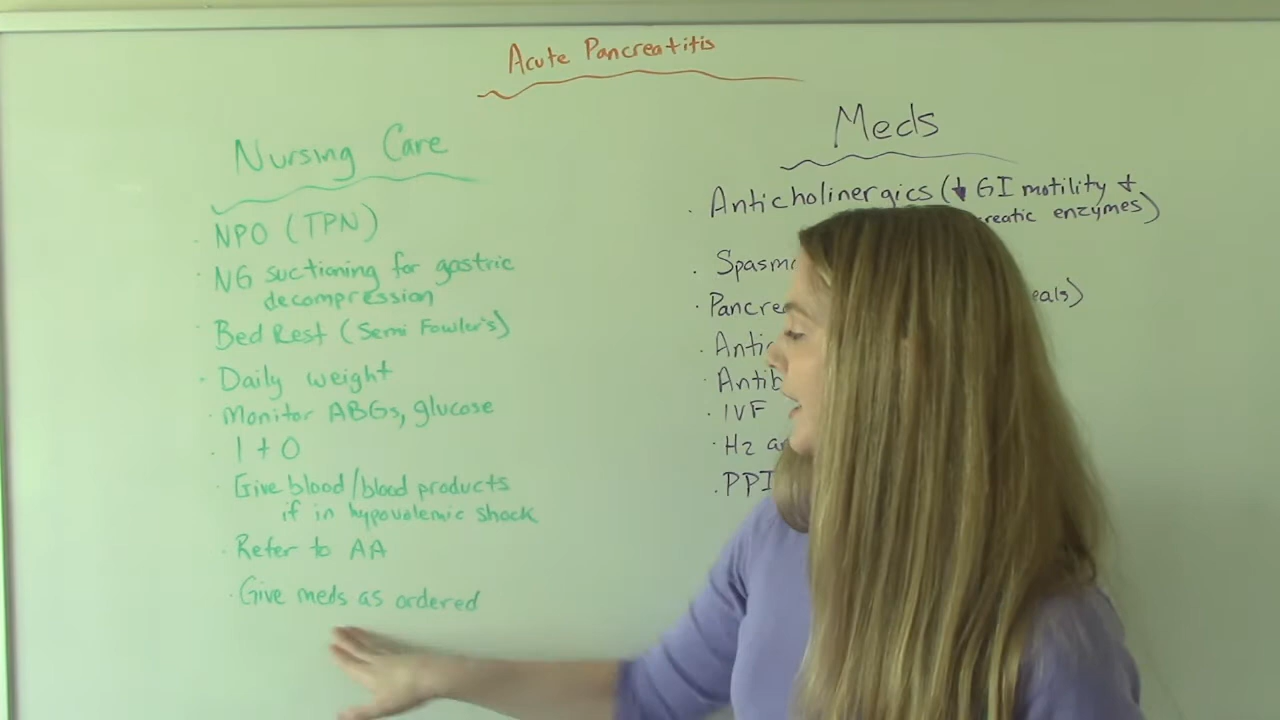 Acute Pancreatitis
Nursing Care
· NPO (TPN)
· NG suctioning for gastric
decompression
· Bed Rest (Semi Fowler's)
· Daily weight
· Monitor ABGs, glucose
· I + O
· Give blood/blood products
if in hypovolemic shock
· Refer to AA
· Give meds as ordered
Meds
· Anticholinergics (↓ GI motility +
enzymes)
· IVF
· H2
· PPI